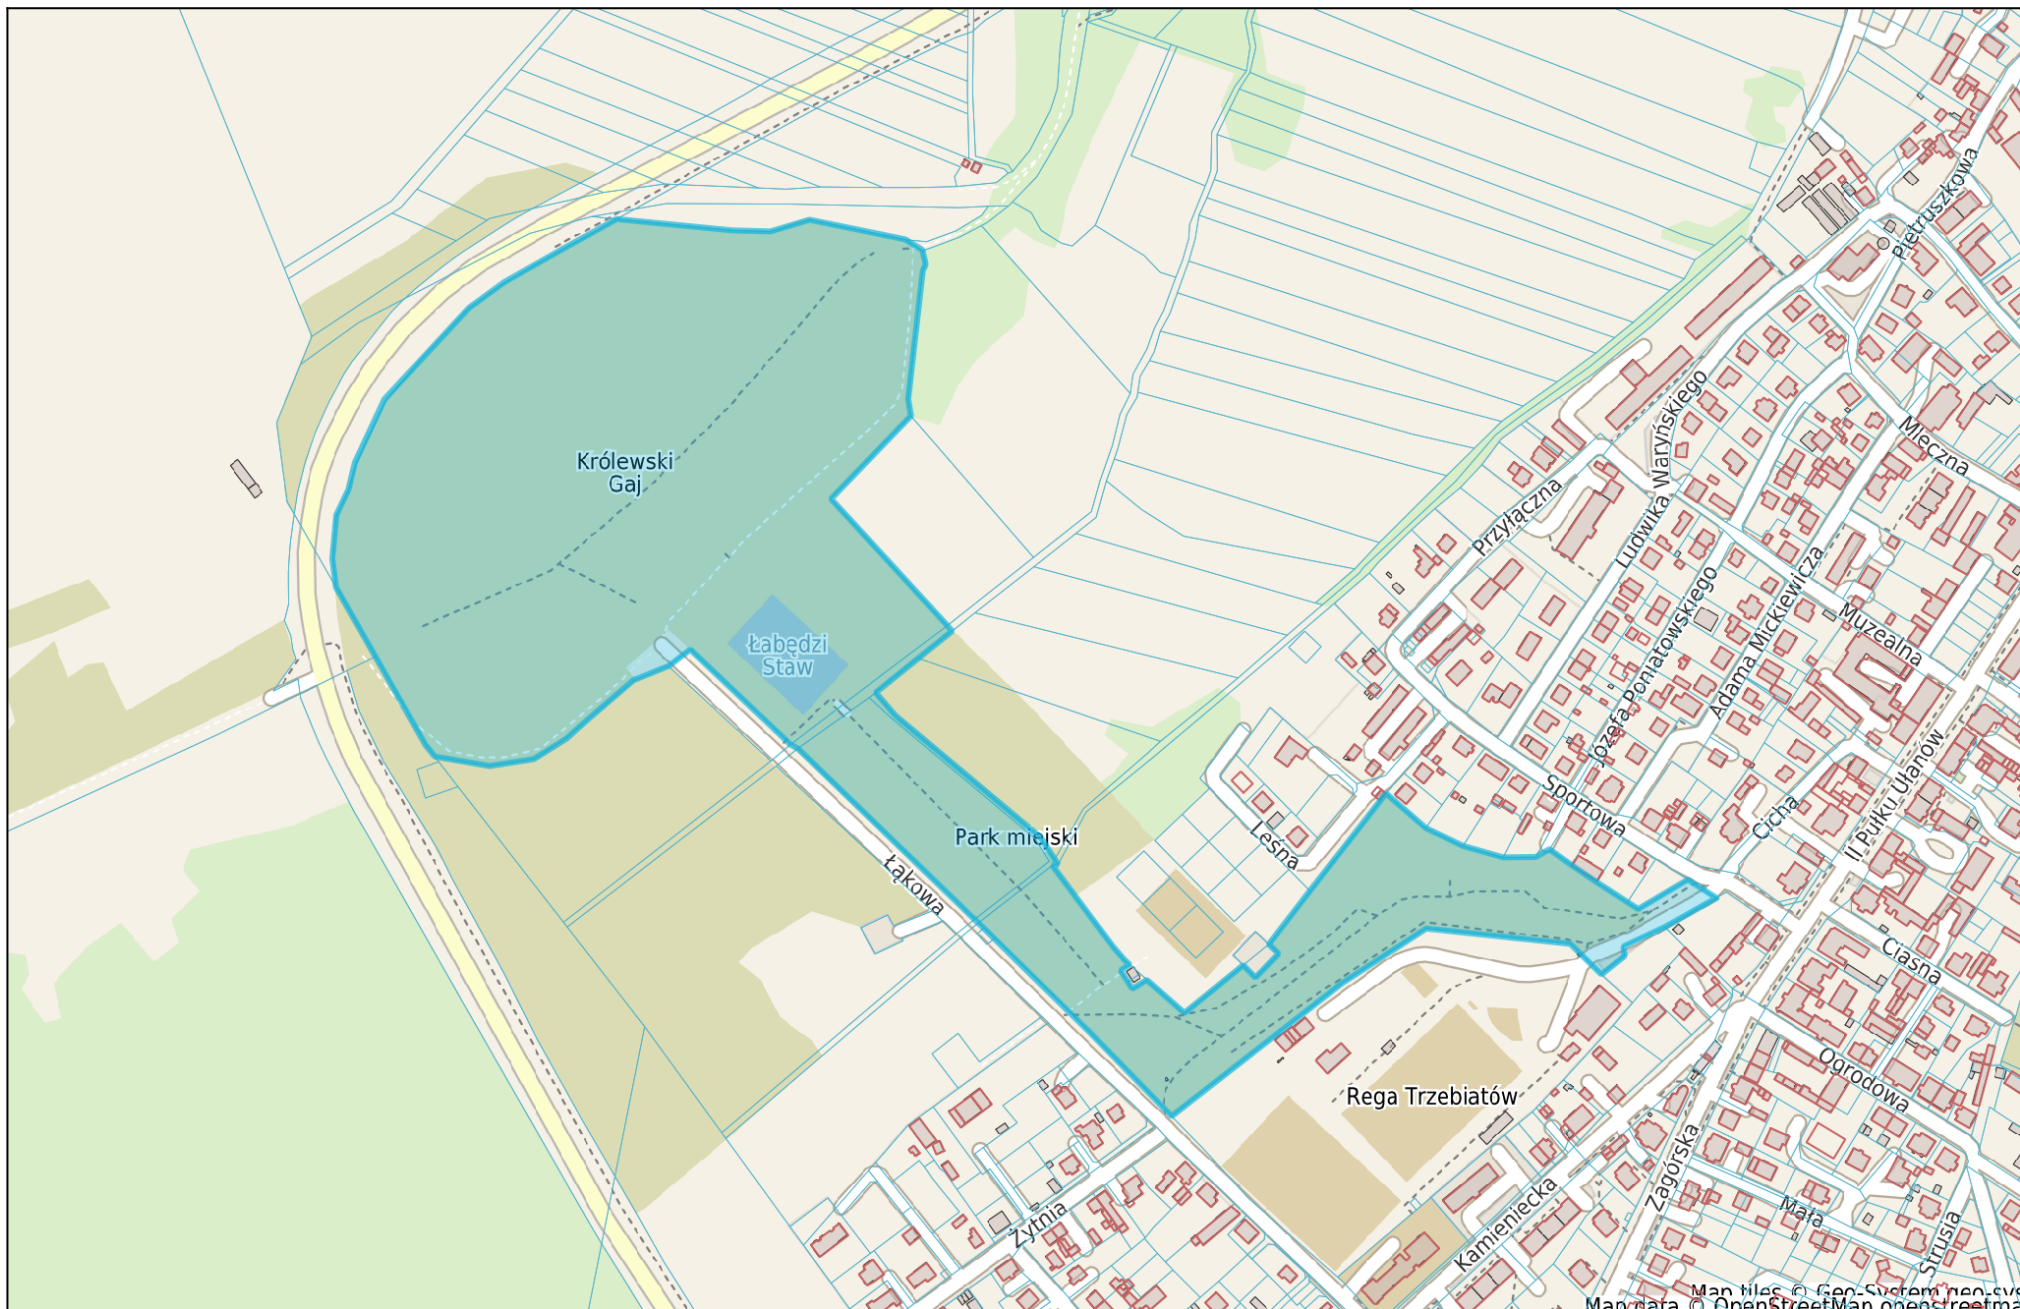 Pietruszkowa
Mleczna
Ludwika Waryńskiego
Królewski
Gaj
Przyłączna
Muzealna
Józefa Poniatowskiego
Adama Mickiewicza
Łabędzi
Staw
Sportowa
Cicha
II Pułku Ułanów
Park miejski
Leśna
Łąkowa
Ciasna
Rega Trzebiatów
Ogrodowa
Zagórska
Kamieniecka
Żytnia
Mała
Strusia
Map tiles © Geo-System geo-sys
Map data © OpenStreetMap openstreetma